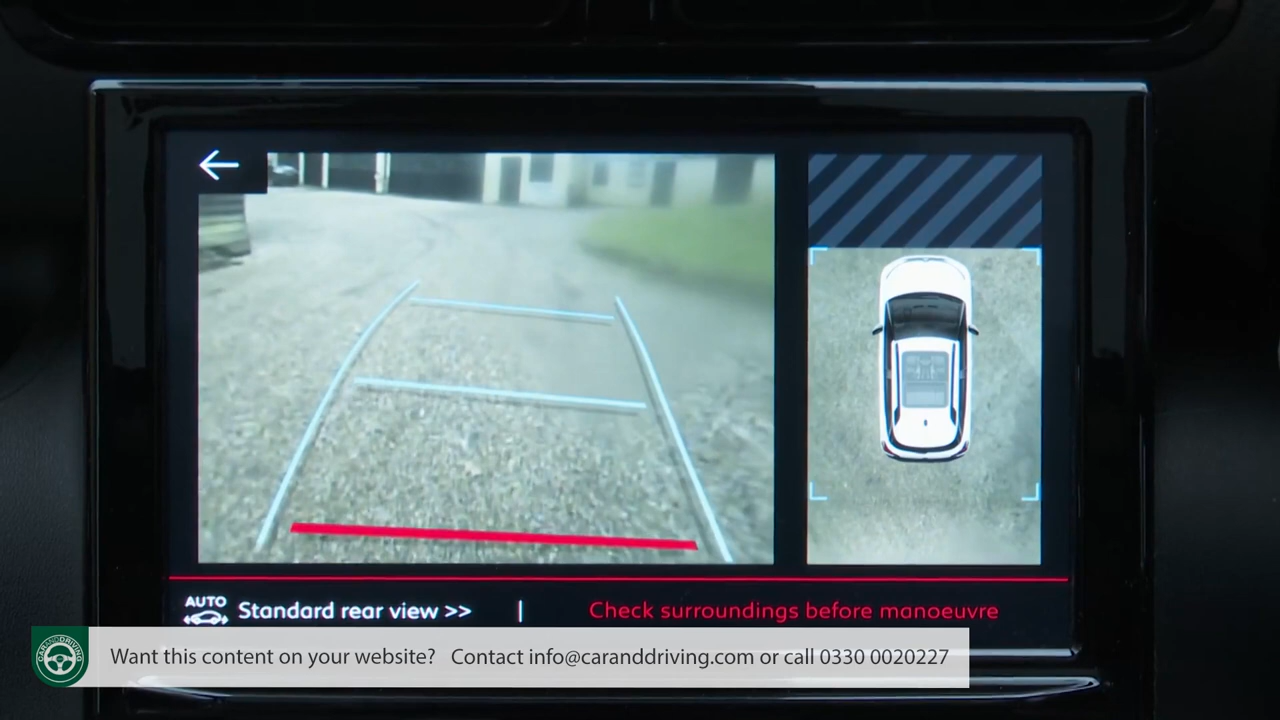 AUTO
Standard rear view >> | Check surroundings before manoeuvre
CARANDDRIVING
Want this content on your website? Contact info@caranddriving.com or call 0330 0020227